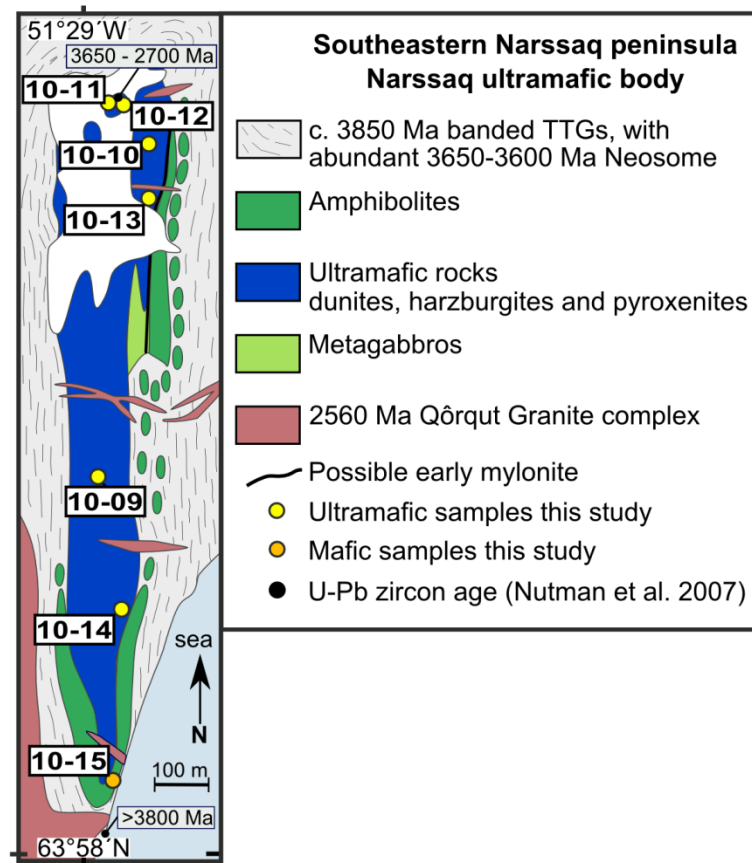 51°29´W
3650 - 2700 Ma
10-11
10-12
10-10
10-13
10-09
10-14
sea
N
10-15
100 m
>3800 Ma
63°58´N
Southeastern Narssaq peninsula
Narssaq ultramafic body
c. 3850 Ma banded TTGs, with
abundant 3650-3600 Ma Neosome
Amphibolites
Ultramafic rocks
dunites, harzburgites and pyroxenites
Metagabbros
2560 Ma Qôrqut Granite complex
Possible early mylonite
Ultramafic samples this study
Mafic samples this study
U-Pb zircon age (Nutman et al. 2007)